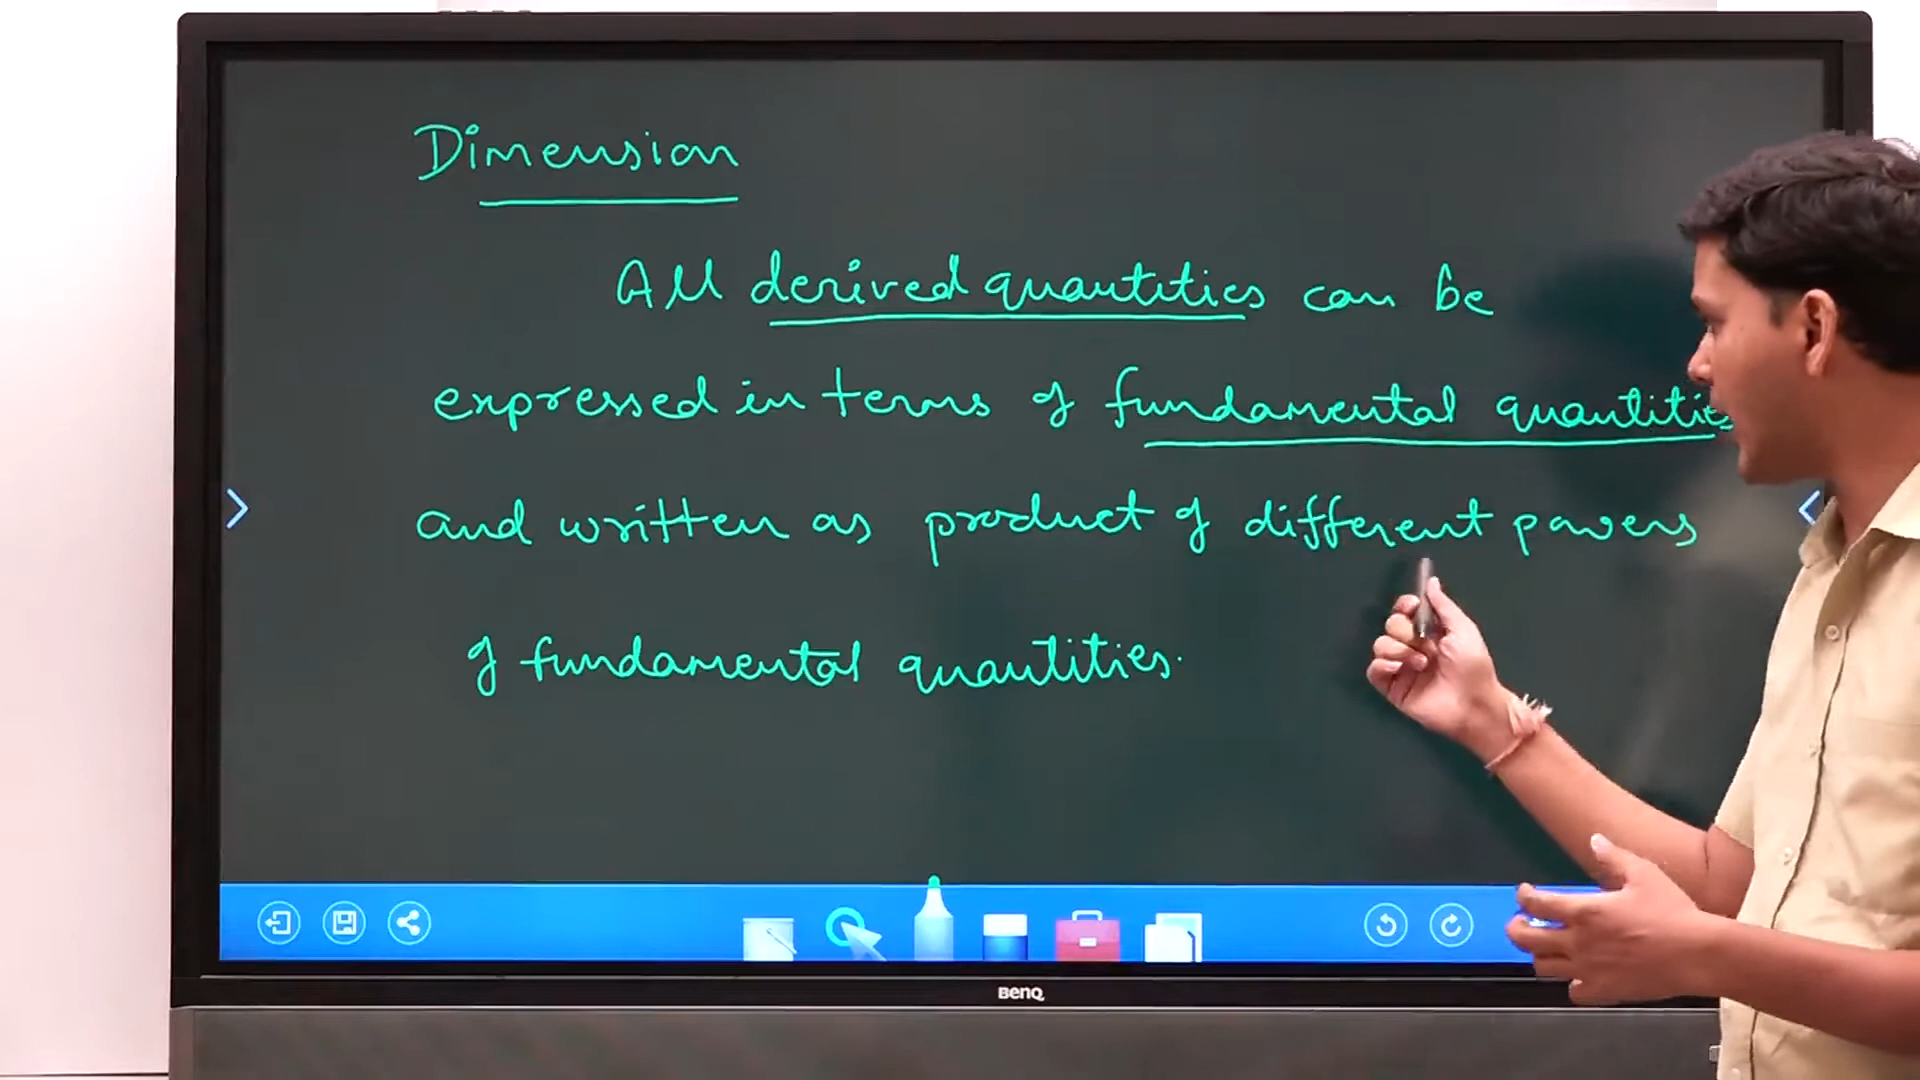 Dimension
All derived quantities can be
expressed in terms of fundamental quantities
and written as product of different powers
of fundamental quantities.
BenQ